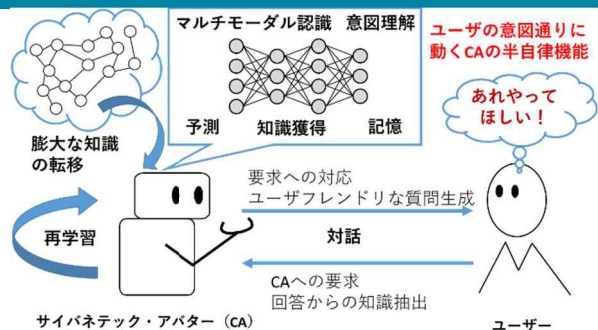 マルチモーダル認識 意図理解
ユーザの意図通りに
動くCAの半自律機能
あれやって
ほしい！
予測 知識獲得 記憶
膨大な知識
の転移
要求への対応
ユーザフレンドリな質問生成
再学習
対話
CAへの要求
回答からの知識抽出
サイバネテック・アバター（CA）
ユーザー